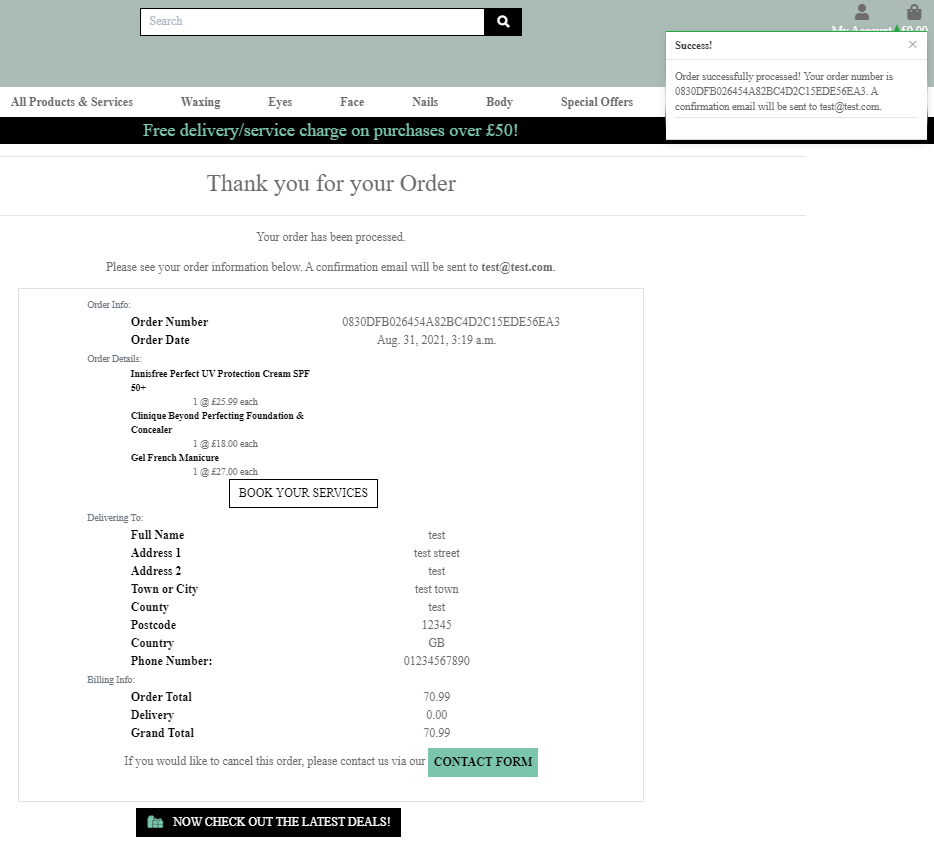 Search
My Account £0.00
Success!
×
Order successfully processed! Your order number is
0830DFB026454A82BC4D2C15EDE56EA3. A
confirmation email will be sent to test@test.com.
All Products & Services Waxing Eyes Face Nails Body Special Offers
Free delivery/service charge on purchases over £50!
Thank you for your Order
Your order has been processed.
Please see your order information below. A confirmation email will be sent to test@test.com.
Order Info:
Order Number 0830DFB026454A82BC4D2C15EDE56EA3
Order Date Aug. 31, 2021, 3:19 a.m.
Order Details:
Innisfree Perfect UV Protection Cream SPF
50+
1 @ £25.99 each
Clinique Beyond Perfecting Foundation &
Concealer
1 @ £18.00 each
Gel French Manicure
1 @ £27.00 each
BOOK YOUR SERVICES
Delivering To:
Full Name test
Address 1 test street
Address 2 test
Town or City test town
County test
Postcode 12345
Country GB
Phone Number: 01234567890
Billing Info:
Order Total 70.99
Delivery 0.00
Grand Total 70.99
If you would like to cancel this order, please contact us via our CONTACT FORM
NOW CHECK OUT THE LATEST DEALS!